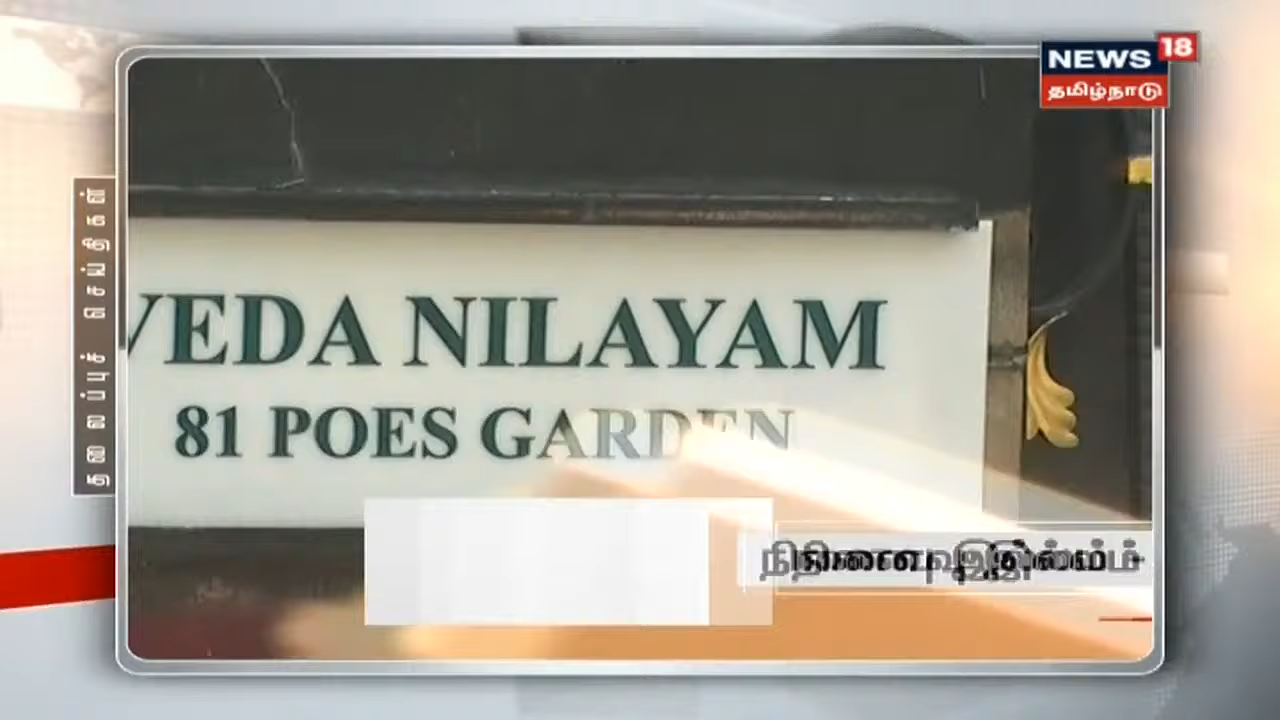 NEWS 18
தமிழ்நாடு
தலைப்புச் செய்திகள்
VEDA NILAYAM
81 POES GARDEN